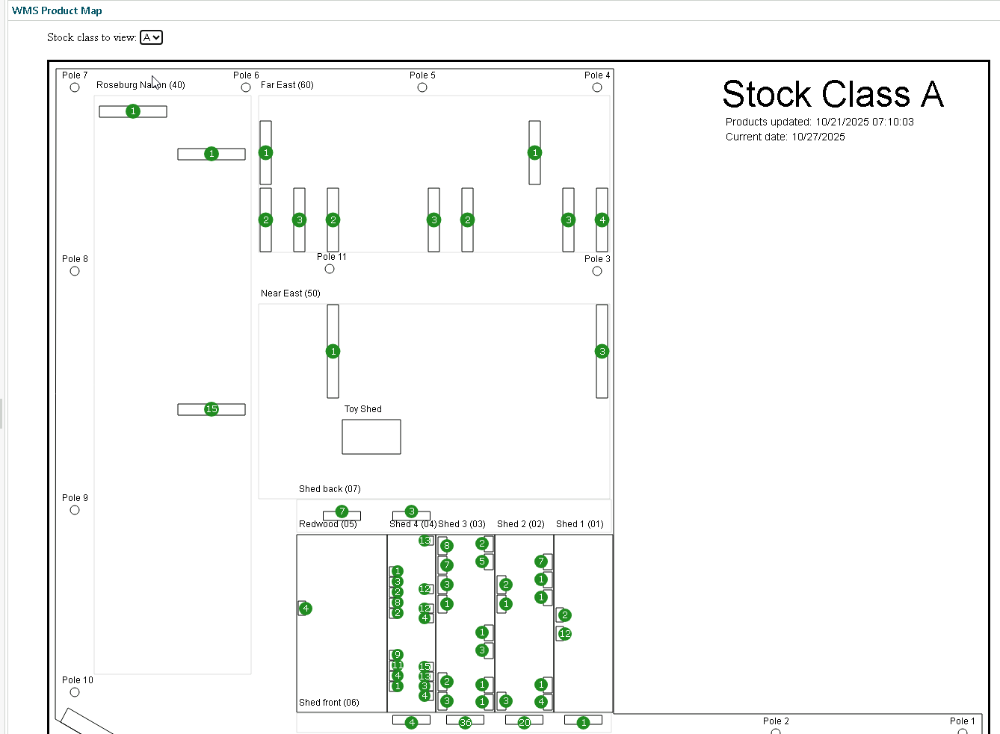 WMS Product Map
Stock class to view: A
Pole 7
Pole 6
Pole 5
Pole 4
Roseburg
(40)
Far East (60)
Stock Class A
Products updated: 10/21/2025 07:10:03
Current date: 10/27/2025
1
1
1
1
2
3
2
3
2
3
4
Pole 11
Pole 8
Pole 3
Near East (50)
1
3
15
Toy Shed
Shed back (07)
Pole 9
7
3
Redwood (05)
Shed 4 (04)
Shed 3 (03)
Shed 2 (02)
Shed 1 (01)
4
13
1
3
2
8
2
12
12
4
9
11
4
1
15
13
3
4
8
7
3
1
2
3
2
5
1
3
1
1
2
1
3
7
1
1
1
4
2
12
Pole 10
Shed front (06)
4
36
20
1
Pole 2
Pole 1